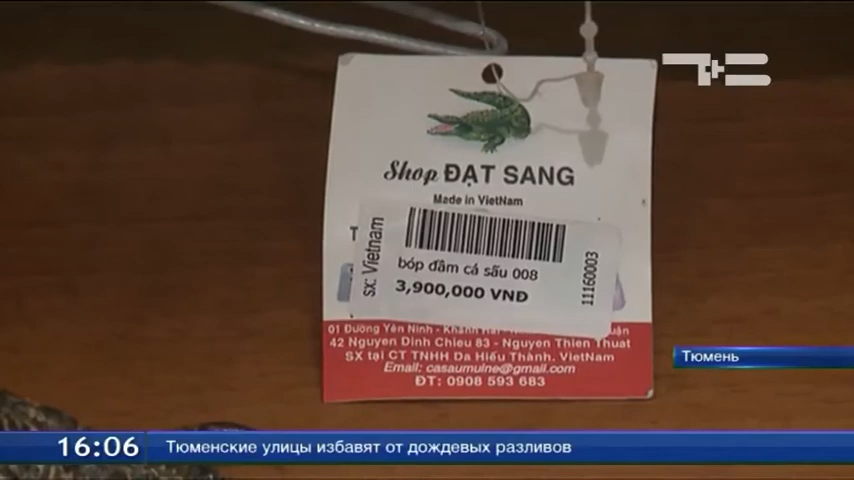 Shop ĐẠT SANG
Made in VietNam
sx: Vietnam
bóp đầm cá sấu 008
3,900,000 VNĐ
11160003
01 Đường Yên Ninh - Khánh Hải -
42 Nguyen Dinh Chieu 83 - Nguyen Thien Thuat
SX tại CT TNHH Da Hiếu Thành. VietNam
Email: casaumuine@gmail.com
ĐT: 0908 593 683
Тюмень
16:06 Тюменские улицы избавят от дождевых разливов